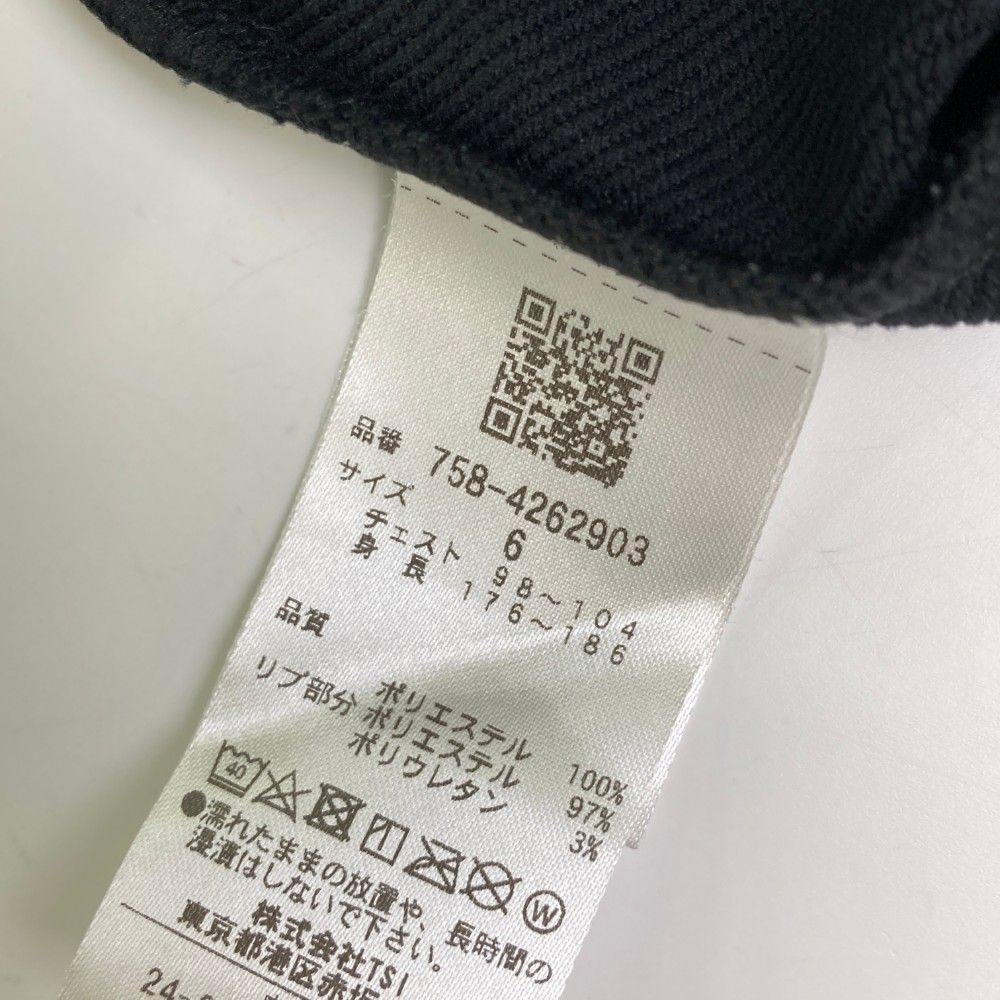 品番 758-4262903
サイズ 6
チェスト 98～104
身長 176～186
品質
ポリエステル 100%
リブ部分 ポリエステル 97%
ポリウレタン 3%
40
W
●濡れたままの放置や、長時間の
浸漬はしないで下さい。
株式会社TSI
東京都港区赤坂
24-